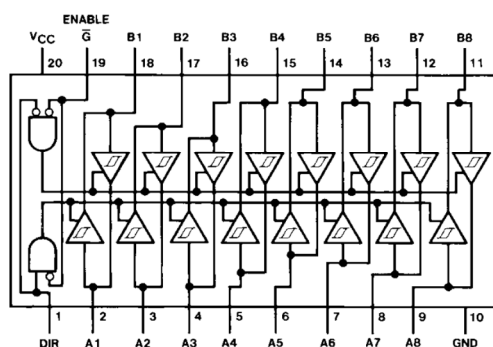 ENABLE
VCC G̅ B1 B2 B3 B4 B5 B6 B7 B8
20 19 18 17 16 15 14 13 12 11
1 2 3 4 5 6 7 8 9 10
DIR A1 A2 A3 A4 A5 A6 A7 A8 GND